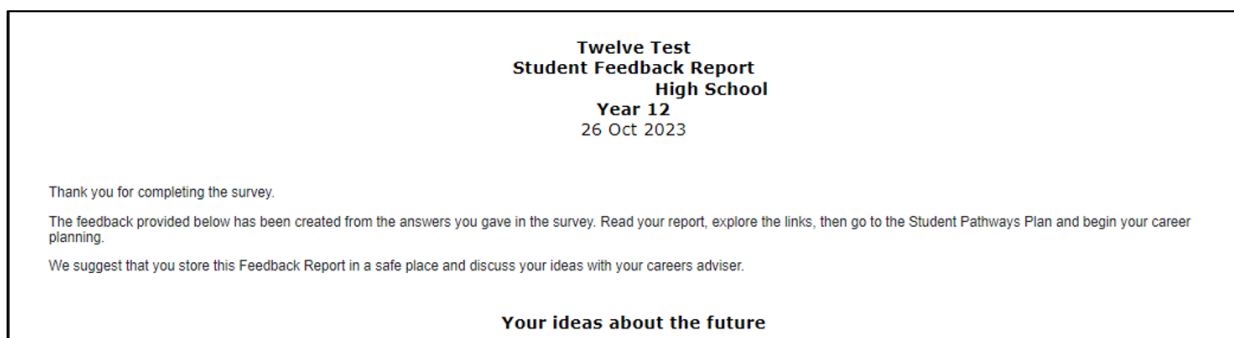 Twelve Test
Student Feedback Report
High School
Year 12
26 Oct 2023
Thank you for completing the survey.
The feedback provided below has been created from the answers you gave in the survey. Read your report, explore the links, then go to the Student Pathways Plan and begin your career
planning.
We suggest that you store this Feedback Report in a safe place and discuss your ideas with your careers adviser.
Your ideas about the future